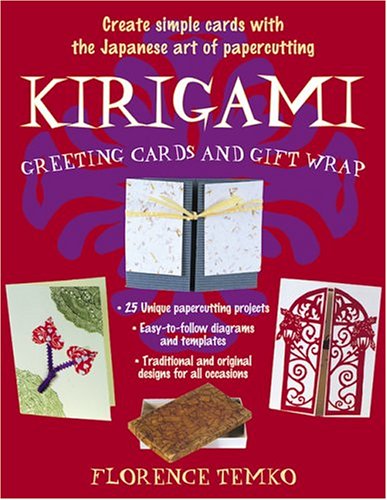 Create simple cards with
the Japanese art of papercutting
KIRIGAMI
GREETING CARDS AND GIFT WRAP
• 25 Unique papercutting projects
• Easy-to-follow diagrams
and templates
• Traditional and original
designs for all occasions
FLORENCE TEMKO